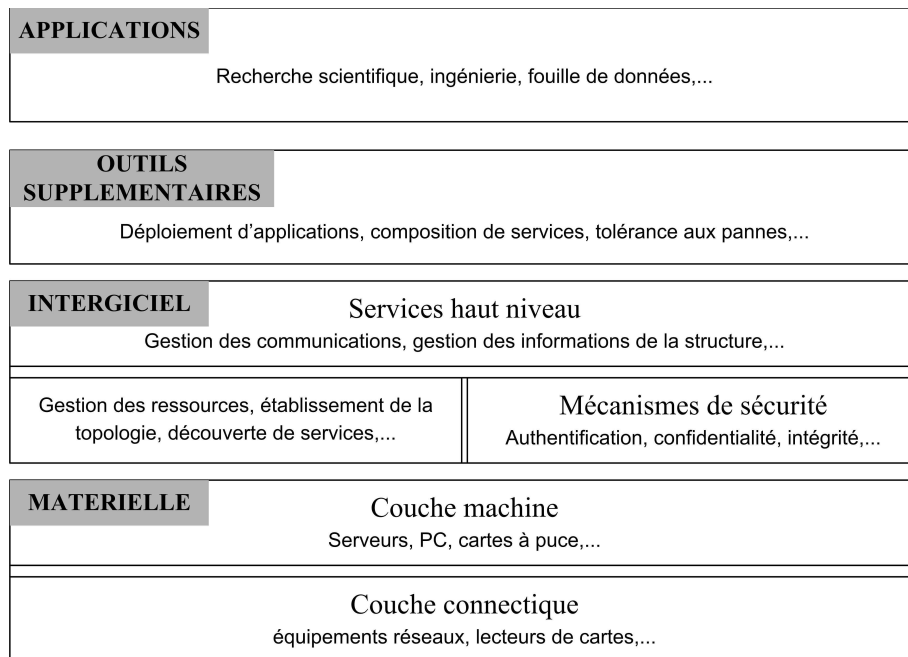 APPLICATIONS
Recherche scientifique, ingénierie, fouille de données,...
OUTILS
SUPPLEMENTAIRES
Déploiement d'applications, composition de services, tolérance aux pannes,...
INTERGICIEL
Services haut niveau
Gestion des communications, gestion des informations de la structure,...
Gestion des ressources, établissement de la
topologie, découverte de services,...
Mécanismes de sécurité
Authentification, confidentialité, intégrité,...
MATERIELLE
Couche machine
Serveurs, PC, cartes à puce,...
Couche connectique
équipements réseaux, lecteurs de cartes,...